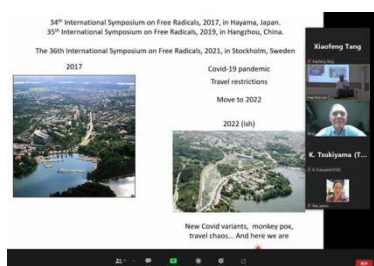 34th International Symposium on Free Radicals, 2017, in Hayama, Japan.
35th International Symposium on Free Radicals, 2019, in Hangzhou, China.
The 36th International Symposium on Free Radicals, 2021, in Stockholm, Sweden
2017
Covid-19 pandemic
Travel restrictions
Move to 2022
2022 (ish)
New Covid variants, monkey pox,
travel chaos... And here we are
Xiaofeng Tang
Xiaofeng Tang
K. Tsukiyama (T...